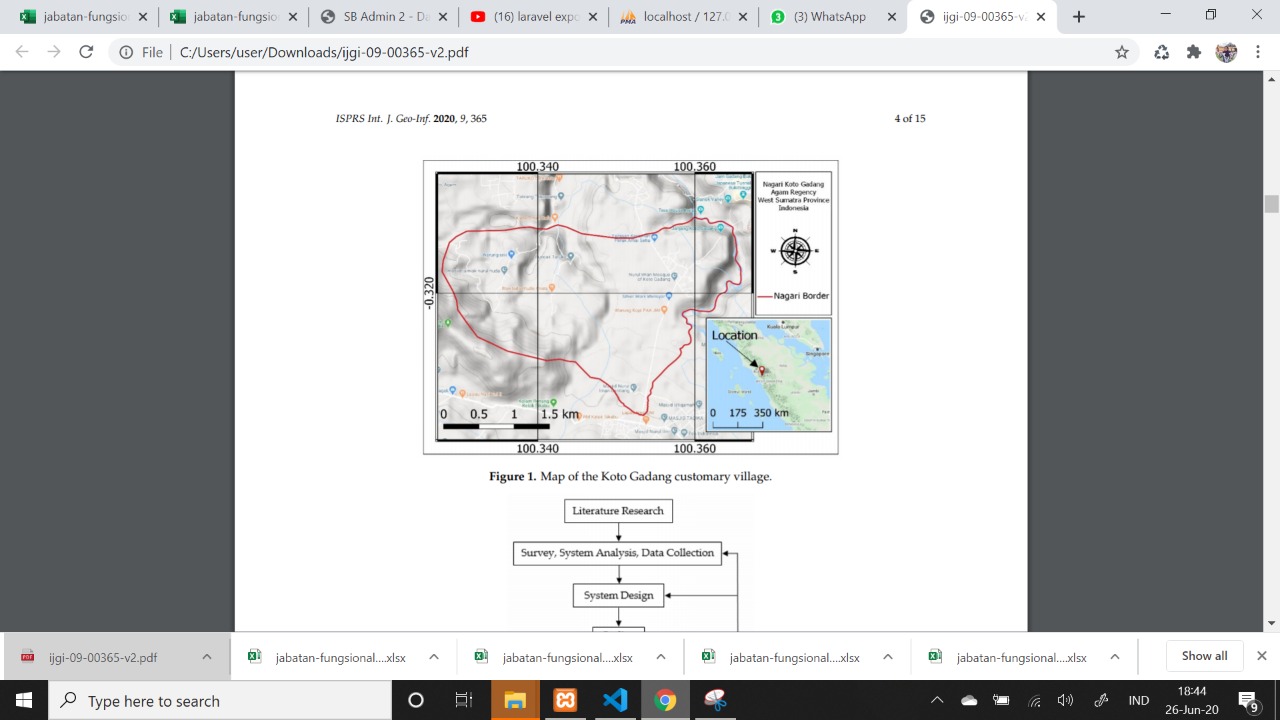 jabatan-fungsio
jabatan-fungsio
SB Admin 2 - Da
(16) laravel expo
localhost / 127.0
(3) WhatsApp
ijgi-09-00365-v
File
C:/Users/user/Downloads/ijgi-09-00365-v2.pdf
ISPRS Int. J. Geo-Inf. 2020, 9, 365
4 of 15
100.340
100.360
Nagari Koto Gadang
Agam Regency
West Sumatra Province
Indonesia
N
W
E
S
-0.320
Nagari Border
Location
Kuala Lumpur
Singapore
0 0.5 1 1.5 km
0 175 350 km
100.340
100.360
Figure 1. Map of the Koto Gadang customary village.
Literature Research
Survey, System Analysis, Data Collection
System Design
ijgi-09-00365-v2.pdf
jabatan-fungsional....xlsx
jabatan-fungsional....xlsx
jabatan-fungsional....xlsx
jabatan-fungsional....xlsx
Show all
Type here to search
IND
18:44
26-Jun-20
9